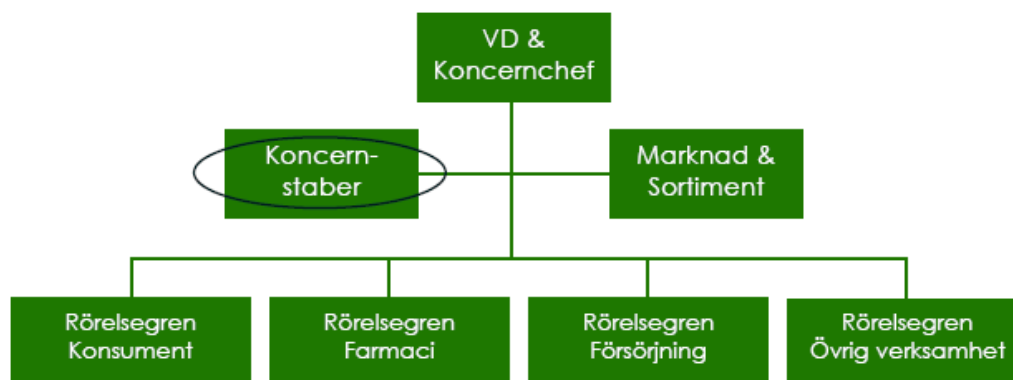 VD &
Koncernchef
Koncern-
staber
Marknad &
Sortiment
Rörelsegren
Konsument
Rörelsegren
Farmaci
Rörelsegren
Försörjning
Rörelsegren
Övrig verksamhet